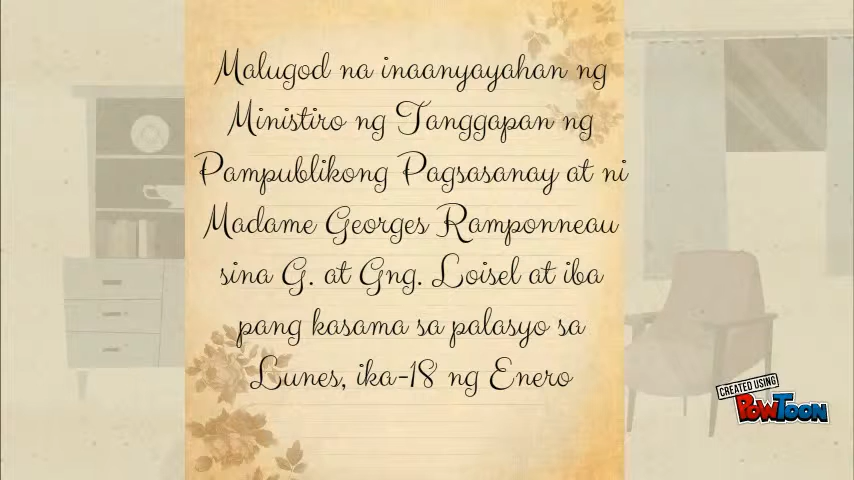 Malugod na inaanyayahan ng
Ministiro ng Tanggapan ng
Pampublikong Pagsasanay at ni
Madame Georges Ramponneau
sina G. at Gng. Loisel at iba
pang kasama sa palasyo sa
Lunes, ika-18 ng Enero
CREATED USING
POWTOON